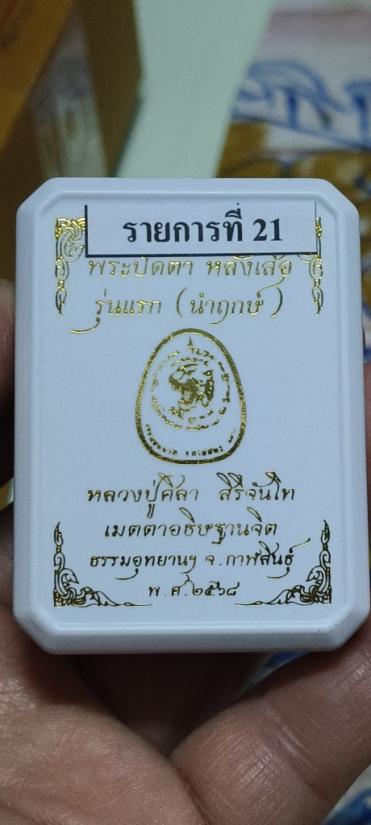 รายการที่ 21
พระปิดตา หลังเสือ
รุ่นแรก (นำฤกษ์)
หลวงปู่ศิลา สิริจันโท
เมตตาอธิษฐานจิต
ธรรมอุทยานฯ จ.กาฬสินธุ์
พ.ศ.๒๕๖๘